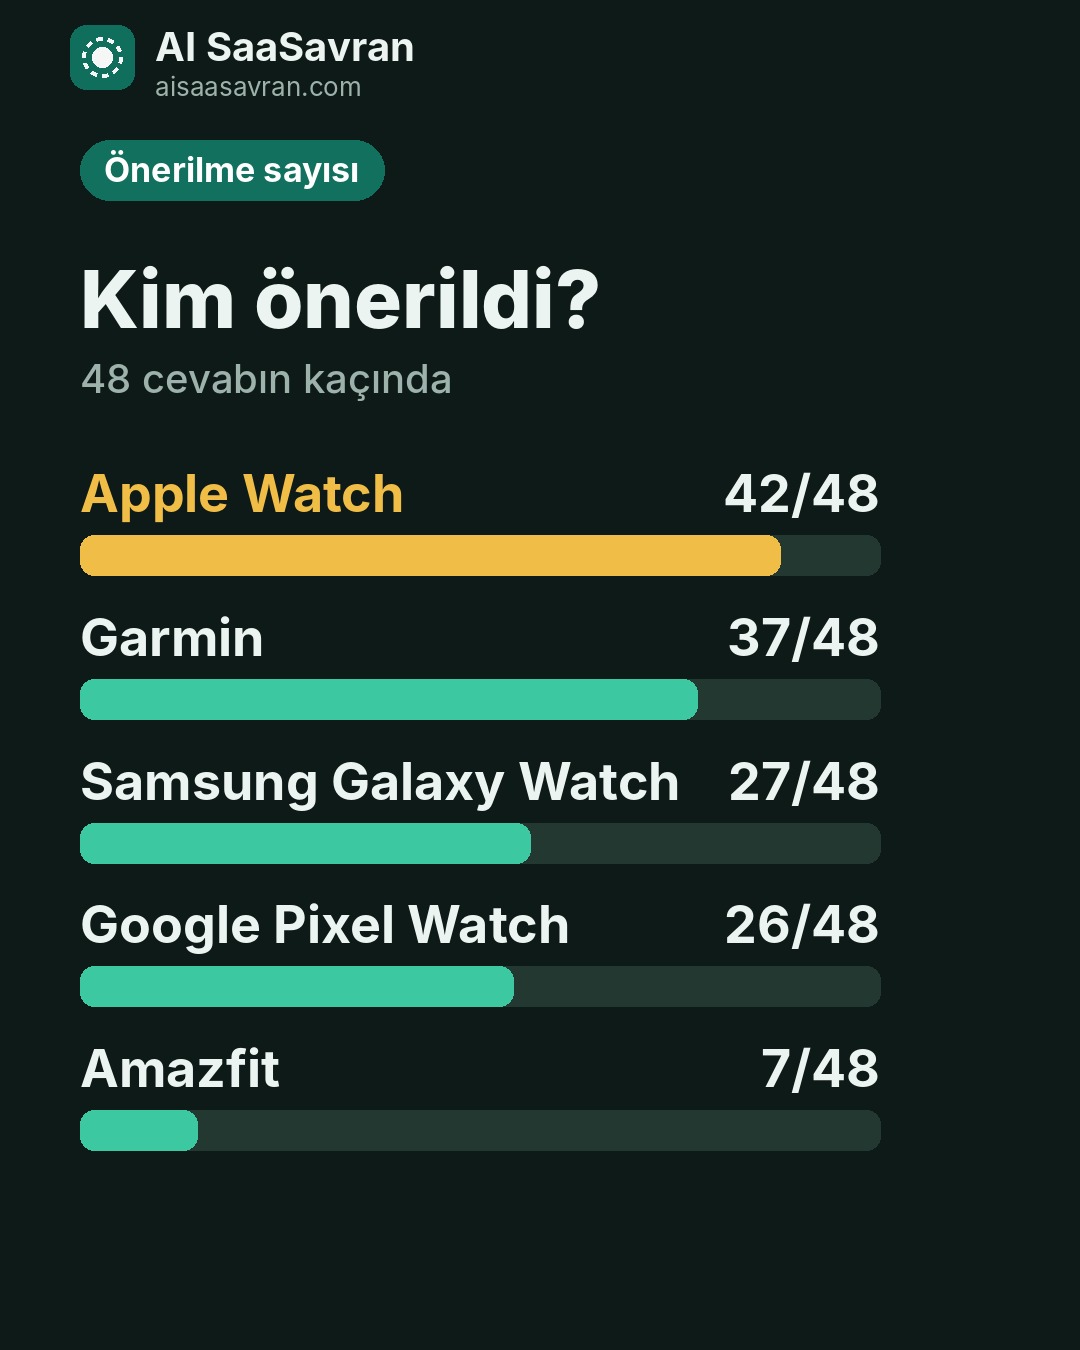 AI SaaSavran
aisaasavran.com
Önerilme sayısı
Kim önerildi?
48 cevabın kaçında
Apple Watch 42/48
Garmin 37/48
Samsung Galaxy Watch 27/48
Google Pixel Watch 26/48
Amazfit 7/48